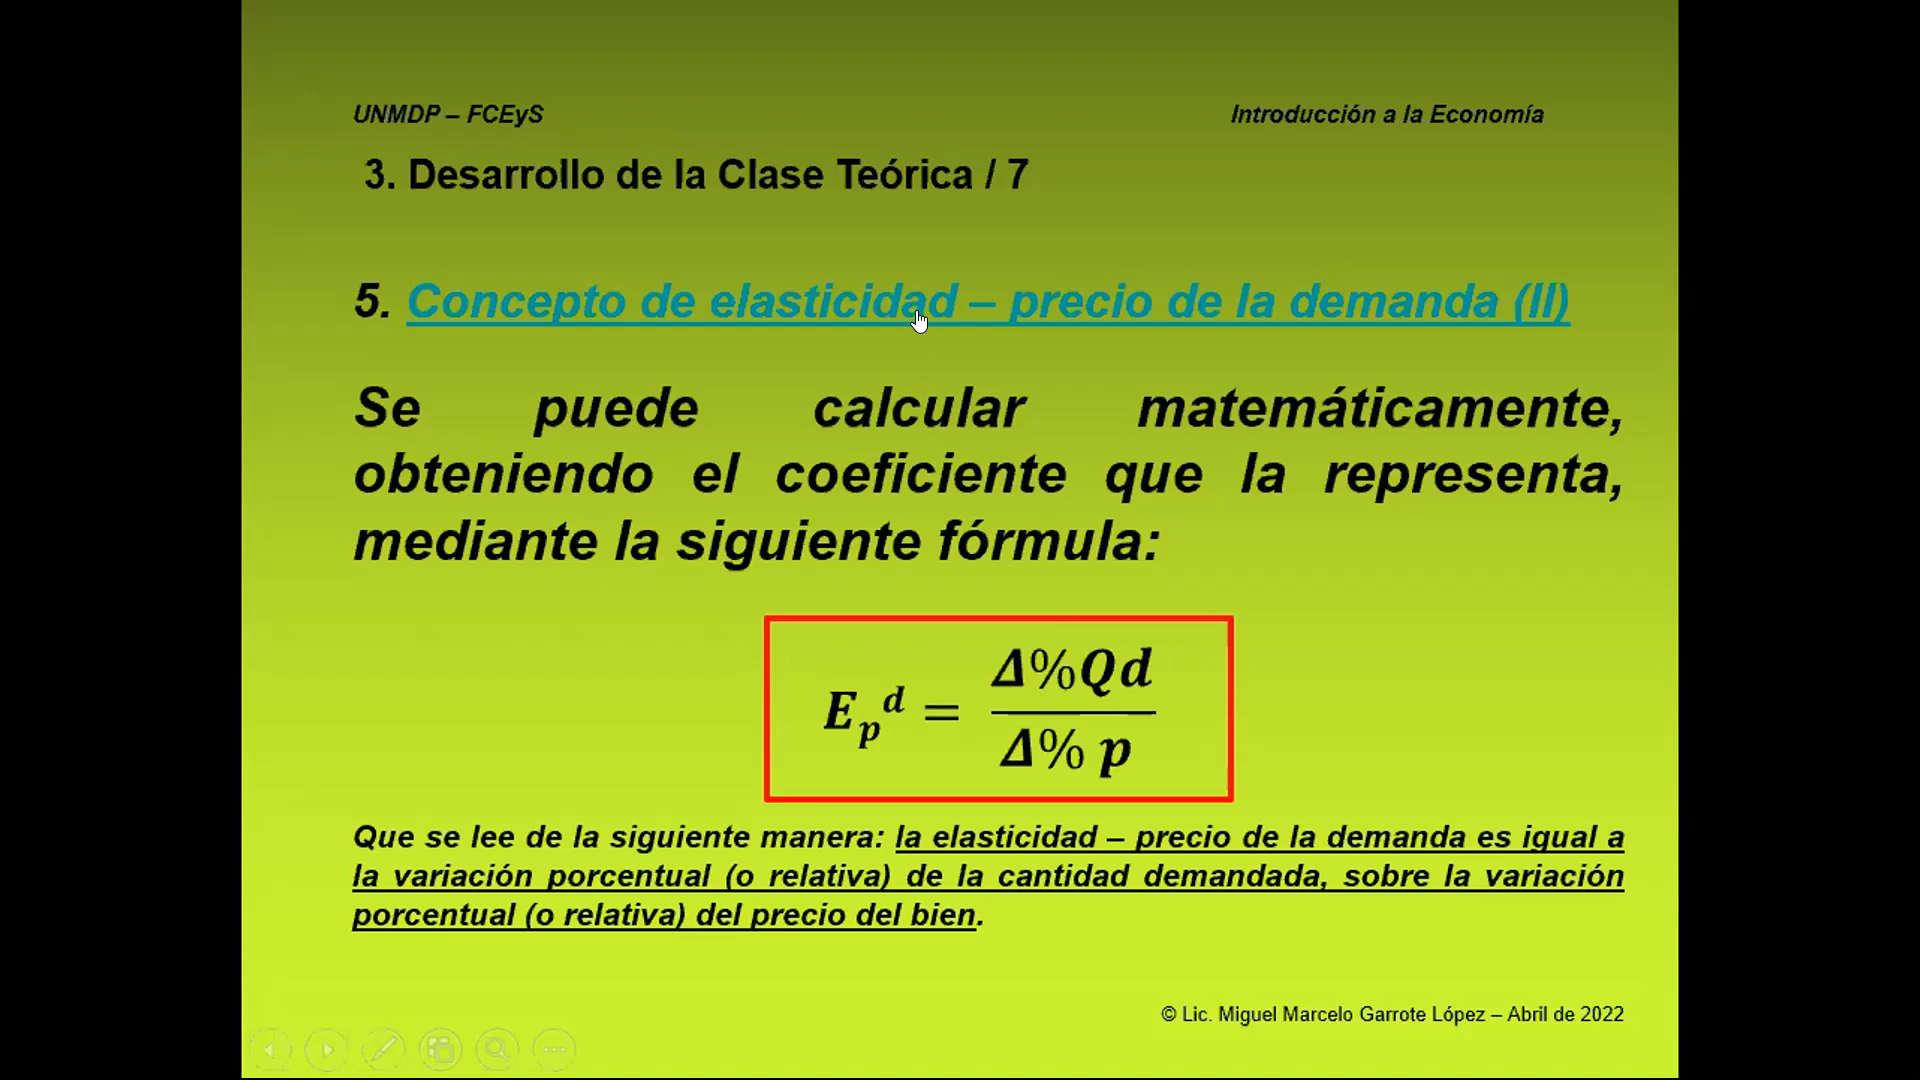 UNMDP – FCEyS
Introducción a la Economía
3. Desarrollo de la Clase Teórica / 7
5. Concepto de elasticidad – precio de la demanda (II)
Se puede calcular matemáticamente,
obteniendo el coeficiente que la representa,
mediante la siguiente fórmula:
E_p^d = Δ%Qd / Δ% p
Que se lee de la siguiente manera: la elasticidad – precio de la demanda es igual a
la variación porcentual (o relativa) de la cantidad demandada, sobre la variación
porcentual (o relativa) del precio del bien.
© Lic. Miguel Marcelo Garrote López – Abril de 2022